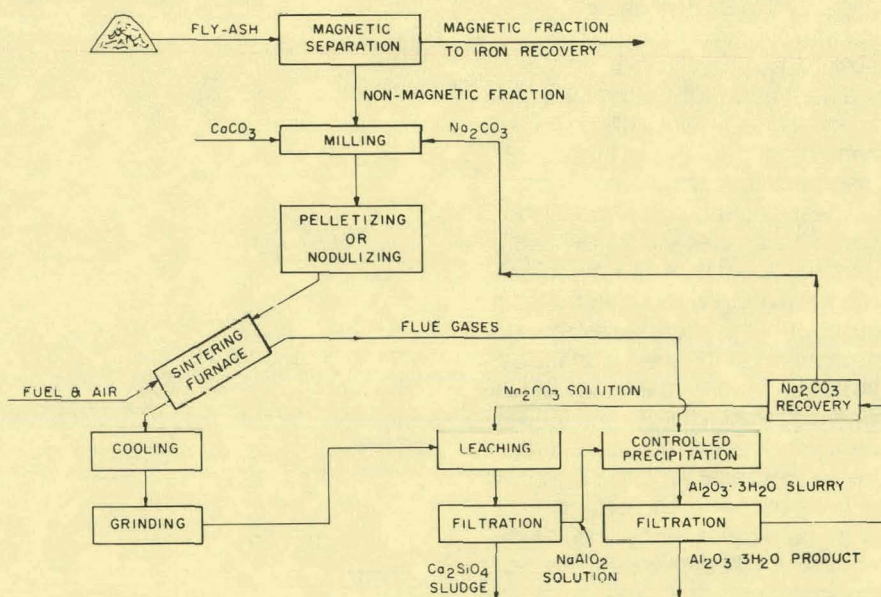 FLY-ASH
MAGNETIC
SEPARATION
MAGNETIC FRACTION
TO IRON RECOVERY
NON-MAGNETIC FRACTION
CaCO3
MILLING
Na2CO3
PELLETIZING
OR
NODULIZING
FLUE GASES
SINTERING
FURNACE
FUEL & AIR
Na2CO3 SOLUTION
Na2CO3
RECOVERY
COOLING
LEACHING
CONTROLLED
PRECIPITATION
Al2O3· 3H2O SLURRY
GRINDING
FILTRATION
FILTRATION
Ca2SiO4
SLUDGE
NaAlO2
SOLUTION
Al2O3 3H2O PRODUCT